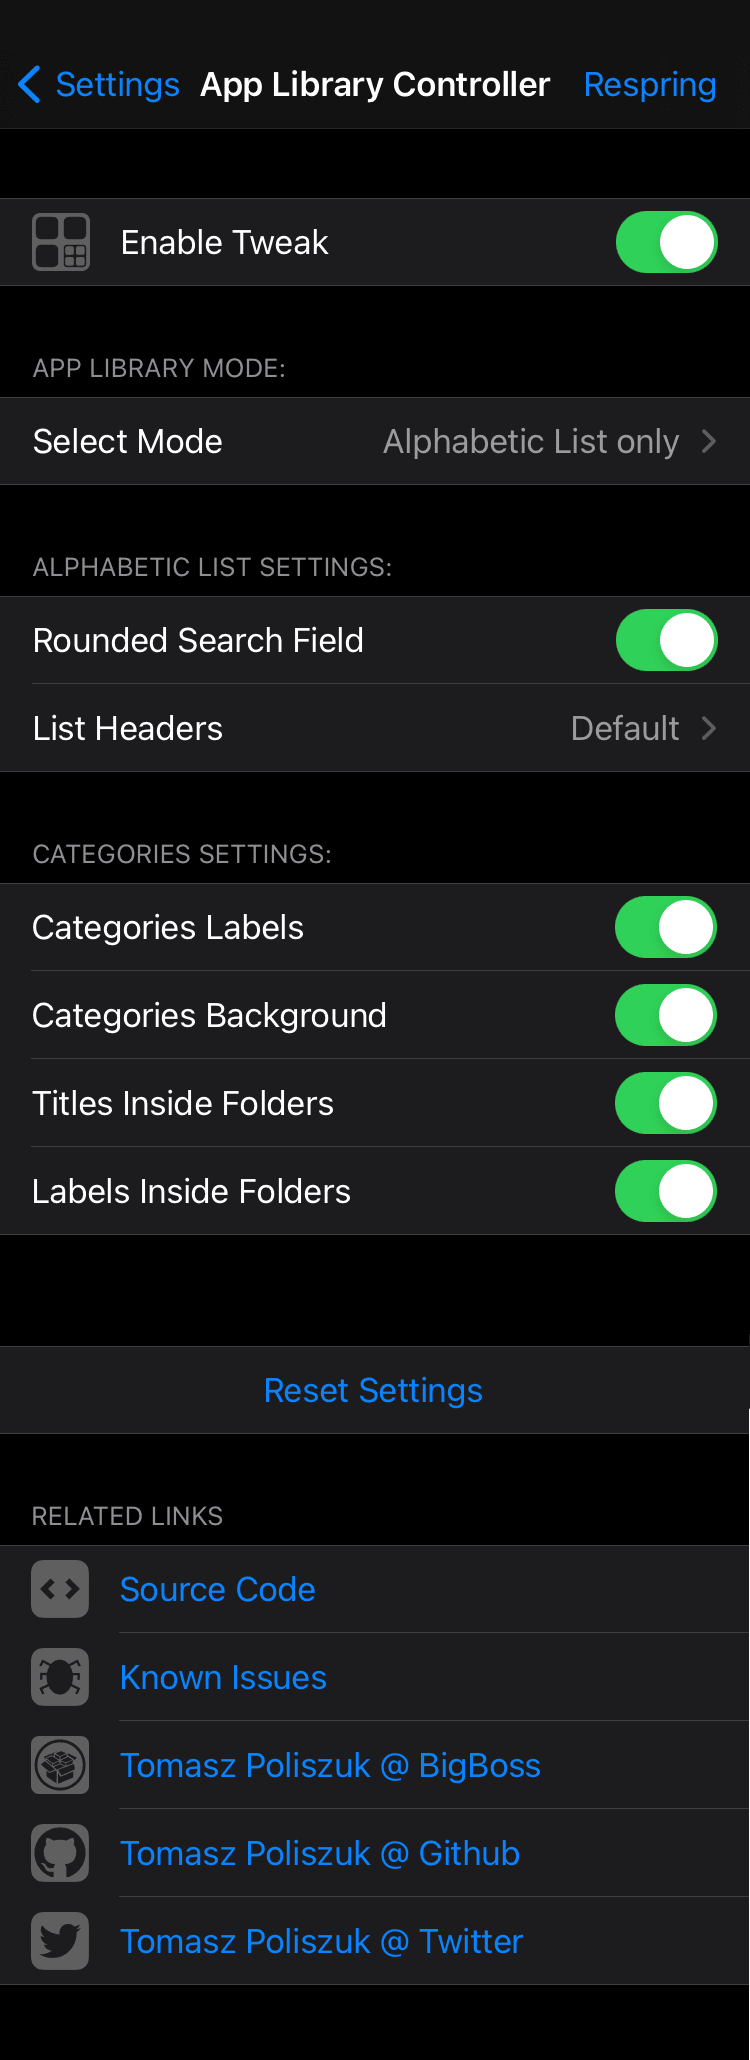 Settings App Library Controller Respring
Enable Tweak
APP LIBRARY MODE:
Select Mode Alphabetic List only
ALPHABETIC LIST SETTINGS:
Rounded Search Field
List Headers Default
CATEGORIES SETTINGS:
Categories Labels
Categories Background
Titles Inside Folders
Labels Inside Folders
Reset Settings
RELATED LINKS
Source Code
Known Issues
Tomasz Poliszuk @ BigBoss
Tomasz Poliszuk @ Github
Tomasz Poliszuk @ Twitter